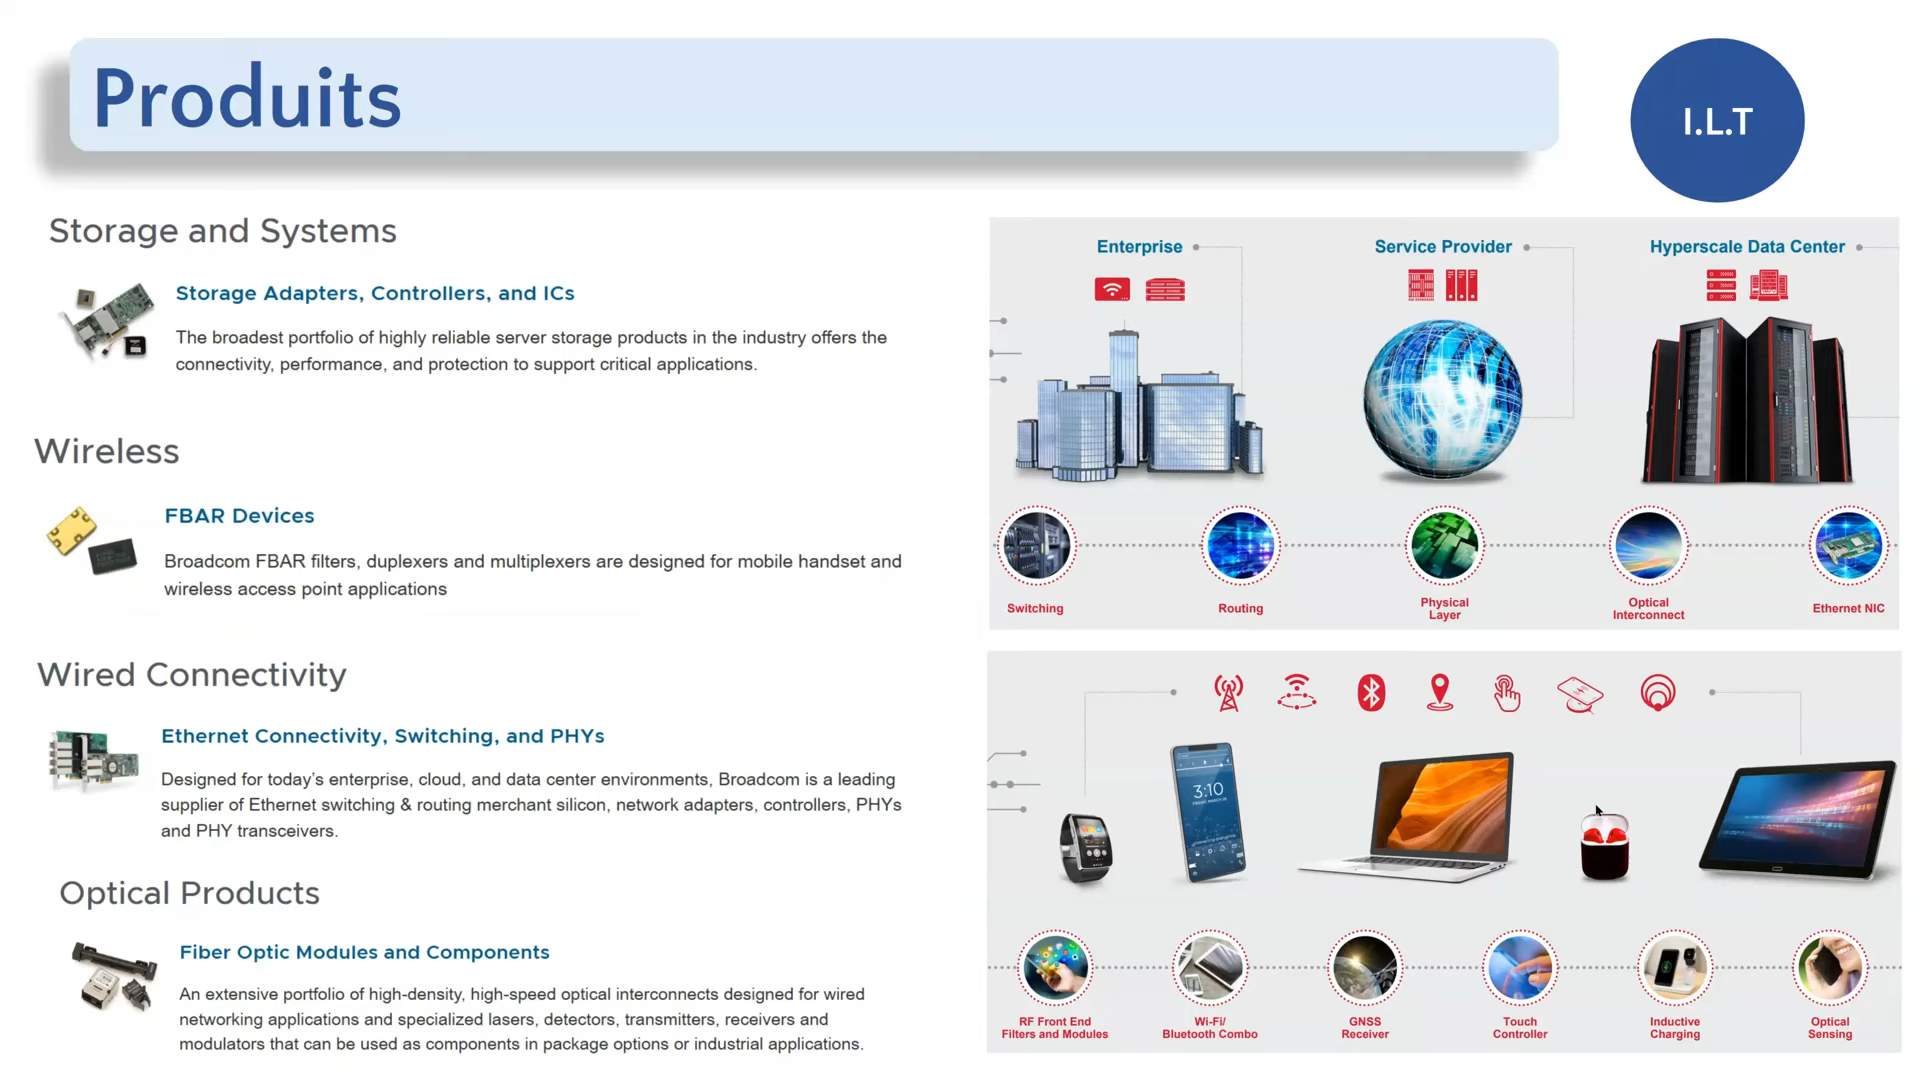 Produits
I.L.T
Storage and Systems
Storage Adapters, Controllers, and ICs
The broadest portfolio of highly reliable server storage products in the industry offers the
connectivity, performance, and protection to support critical applications.
Wireless
FBAR Devices
Broadcom FBAR filters, duplexers and multiplexers are designed for mobile handset and
wireless access point applications
Wired Connectivity
Ethernet Connectivity, Switching, and PHYs
Designed for today’s enterprise, cloud, and data center environments, Broadcom is a leading
supplier of Ethernet switching & routing merchant silicon, network adapters, controllers, PHYs
and PHY transceivers.
Optical Products
Fiber Optic Modules and Components
An extensive portfolio of high-density, high-speed optical interconnects designed for wired
networking applications and specialized lasers, detectors, transmitters, receivers and
modulators that can be used as components in package options or industrial applications.
Enterprise
Service Provider
Hyperscale Data Center
Switching
Routing
Physical
Layer
Optical
Interconnect
Ethernet NIC
3:10
RF Front End
Filters and Modules
Wi-Fi/
Bluetooth Combo
GNSS
Receiver
Touch
Controller
Inductive
Charging
Optical
Sensing